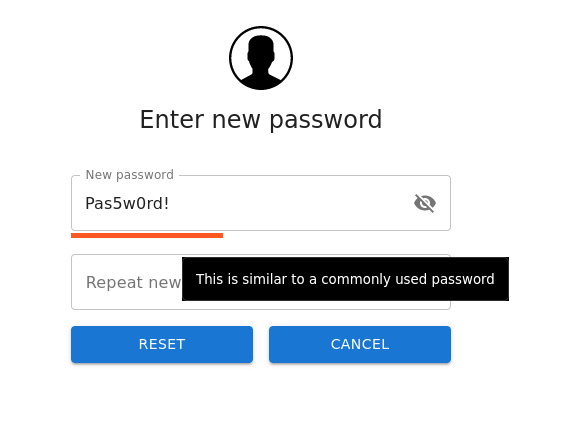 Enter new password
New password
Pas5w0rd!
Repeat new
This is similar to a commonly used password
RESET
CANCEL